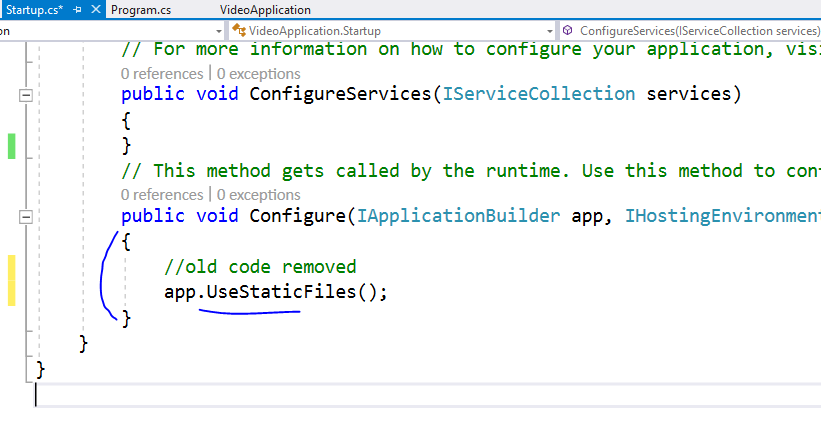 Startup.cs* Program.cs VideoApplication
on VideoApplication.Startup ConfigureServices(IServiceCollection services)
// For more information on how to configure your application, visi
0 references | 0 exceptions
public void ConfigureServices(IServiceCollection services)
{
}
// This method gets called by the runtime. Use this method to con
0 references | 0 exceptions
public void Configure(IApplicationBuilder app, IHostingEnvironment
{
//old code removed
app.UseStaticFiles();
}
}
}